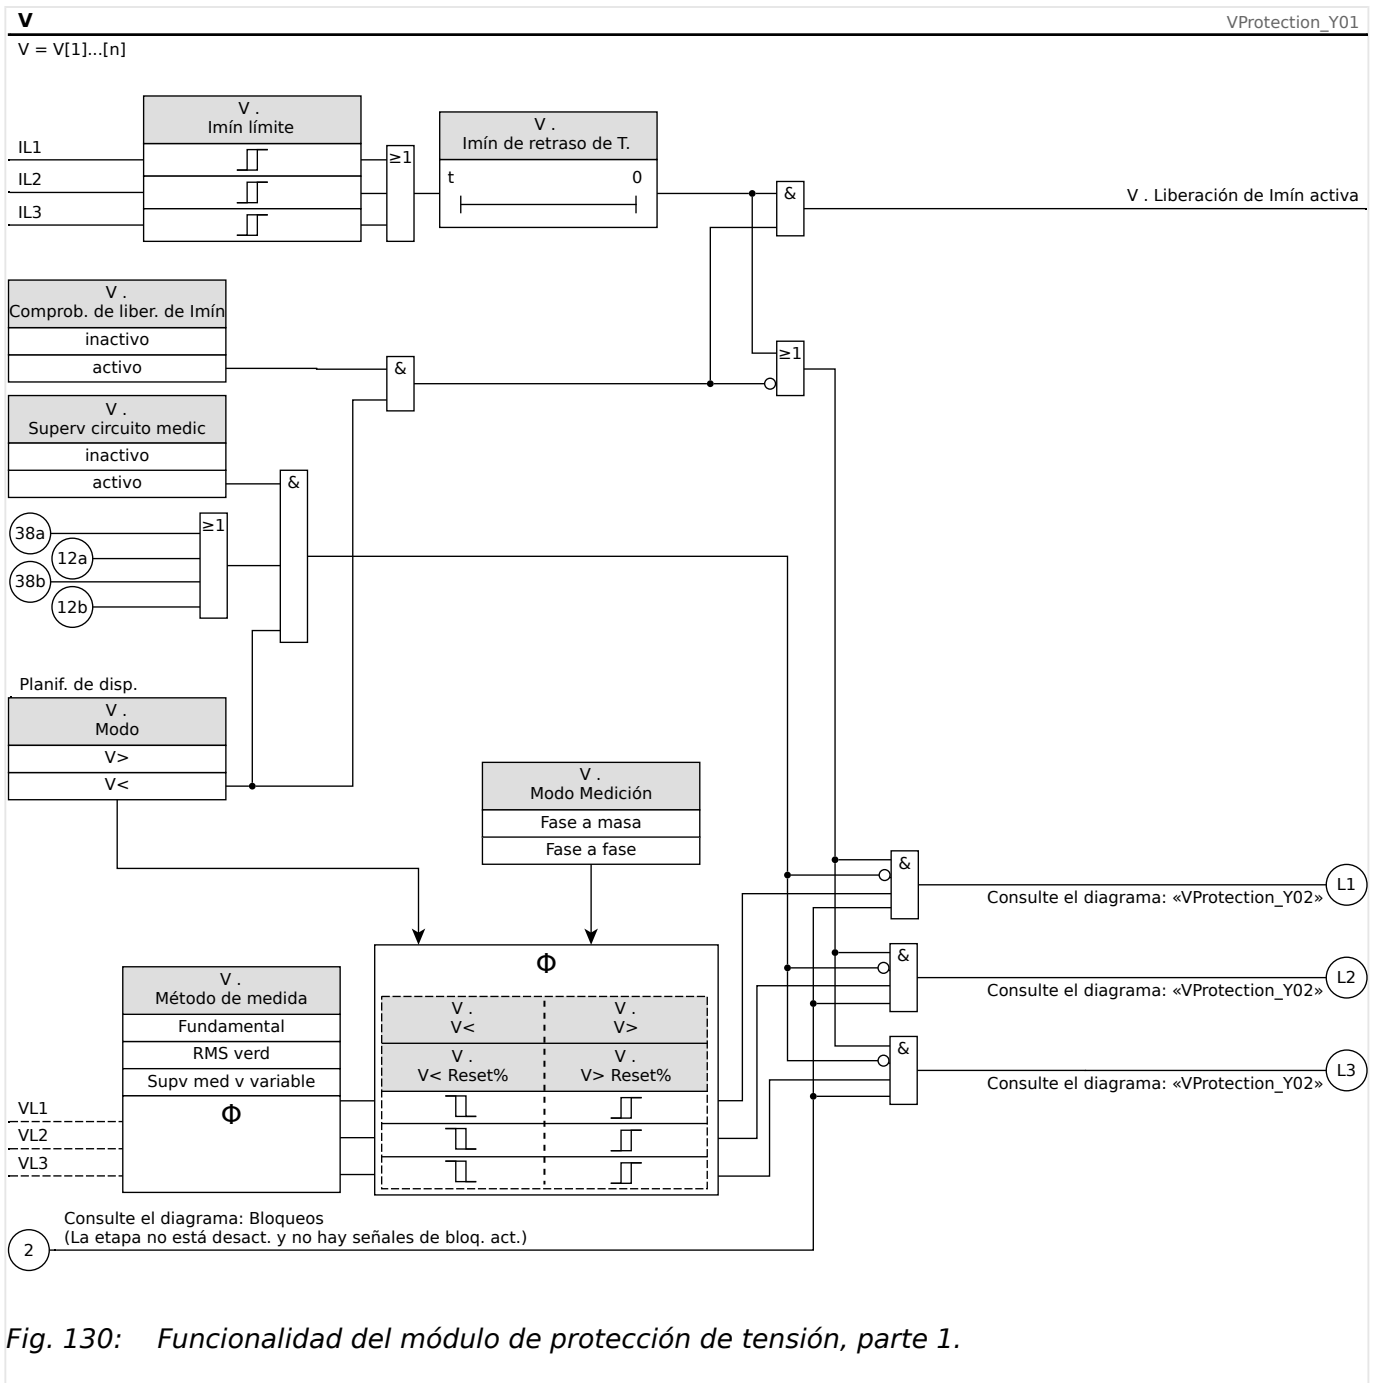 V
VProtection_Y01
V = V[1]...[n]
V .
Imín límite
IL1
IL2
IL3
≥1
V .
Imín de retraso de T.
t
0
&
V . Liberación de Imín activa
V .
Comprob. de liber. de Imín
inactivo
activo
&
≥1
V .
Superv circuito medic
inactivo
activo
&
38a
12a
38b
12b
≥1
Planif. de disp.
V .
Modo
V>
V<
V .
Modo Medición
Fase a masa
Fase a fase
&
L1
Consulte el diagrama: «VProtection_Y02»
&
L2
Consulte el diagrama: «VProtection_Y02»
&
L3
Consulte el diagrama: «VProtection_Y02»
Φ
V .
V<
V .
V>
V .
V< Reset%
V .
V> Reset%
V .
Método de medida
Fundamental
RMS verd
Supv med v variable
Φ
VL1
VL2
VL3
Consulte el diagrama: Bloqueos
(La etapa no está desact. y no hay señales de bloq. act.)
2
Fig. 130: Funcionalidad del módulo de protección de tensión, parte 1.